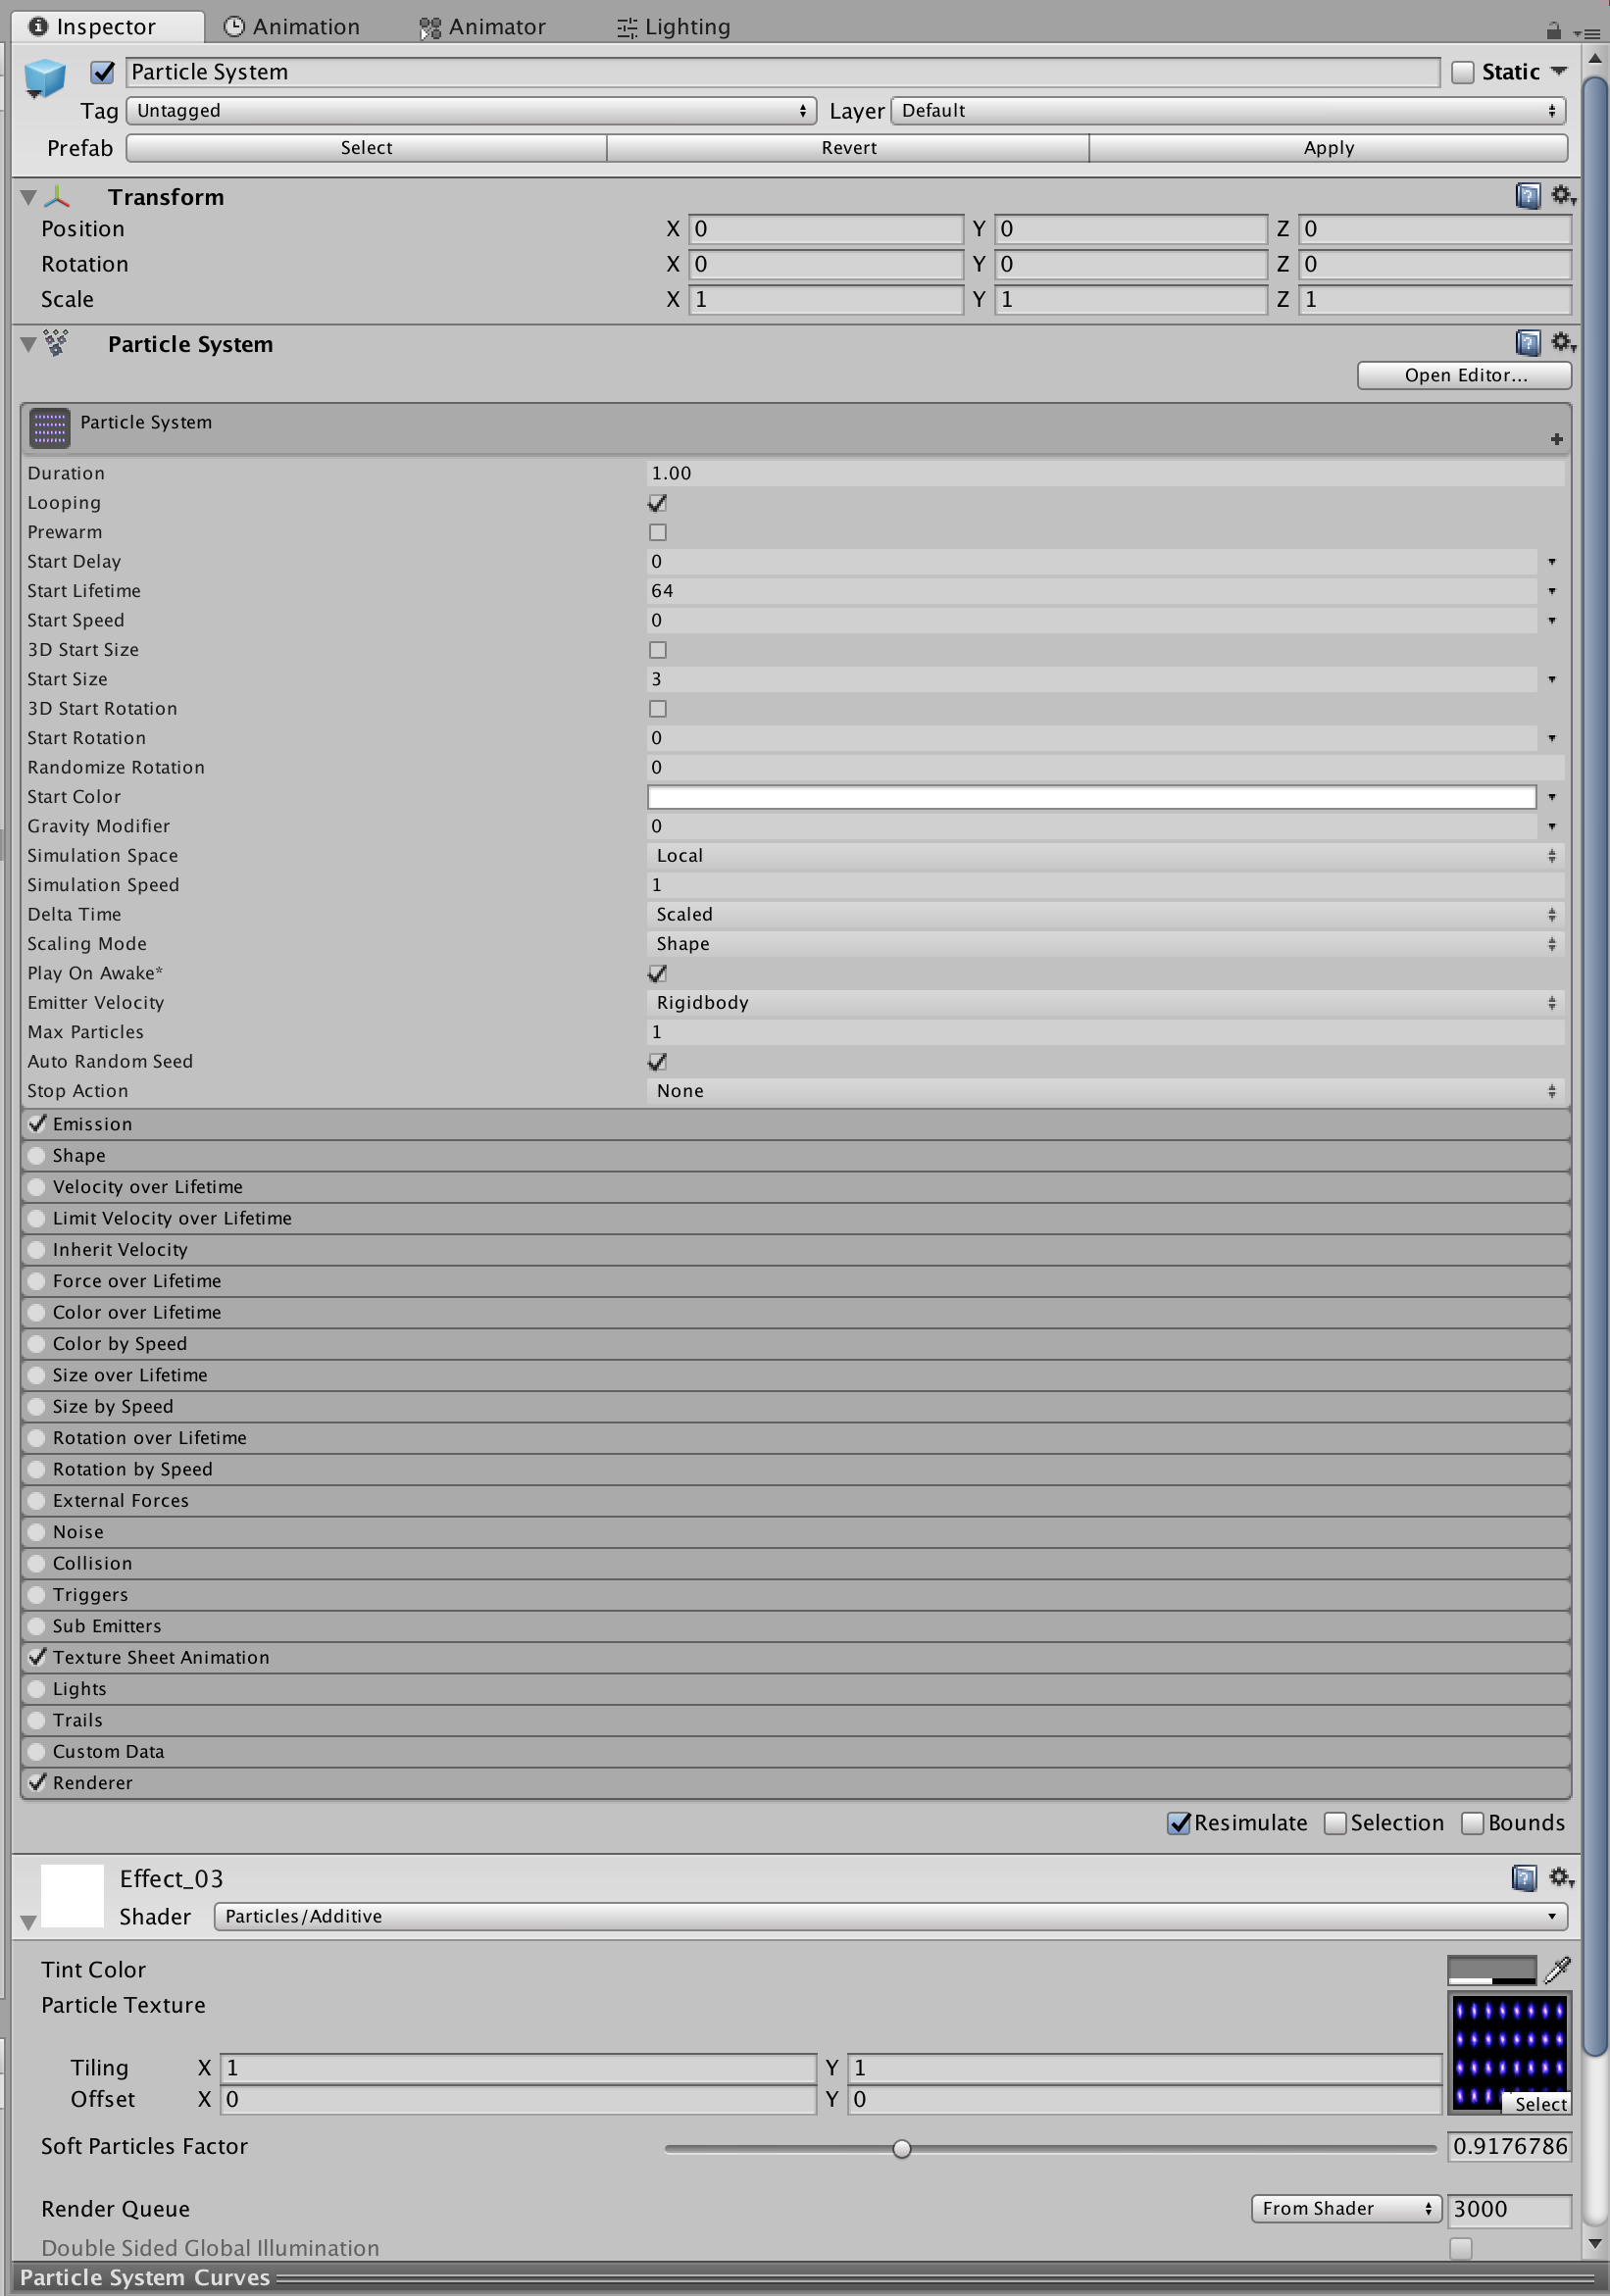 Inspector Animation Animator Lighting
Particle System Static
Tag Untagged Layer Default
Prefab Select Revert Apply
Transform
Position X 0 Y 0 Z 0
Rotation X 0 Y 0 Z 0
Scale X 1 Y 1 Z 1
Particle System
Open Editor...
Particle System
Duration 1.00
Looping
Prewarm
Start Delay 0
Start Lifetime 64
Start Speed 0
3D Start Size
Start Size 3
3D Start Rotation
Start Rotation 0
Randomize Rotation 0
Start Color
Gravity Modifier 0
Simulation Space Local
Simulation Speed 1
Delta Time Scaled
Scaling Mode Shape
Play On Awake*
Emitter Velocity Rigidbody
Max Particles 1
Auto Random Seed
Stop Action None
Emission
Shape
Velocity over Lifetime
Limit Velocity over Lifetime
Inherit Velocity
Force over Lifetime
Color over Lifetime
Color by Speed
Size over Lifetime
Size by Speed
Rotation over Lifetime
Rotation by Speed
External Forces
Noise
Collision
Triggers
Sub Emitters
Texture Sheet Animation
Lights
Trails
Custom Data
Renderer
Resimulate Selection Bounds
Effect_03
Shader Particles/Additive
Tint Color
Particle Texture
Tiling X 1 Y 1
Offset X 0 Y 0
Select
Soft Particles Factor 0.9176786
Render Queue From Shader 3000
Double Sided Global Illumination
Particle System Curves